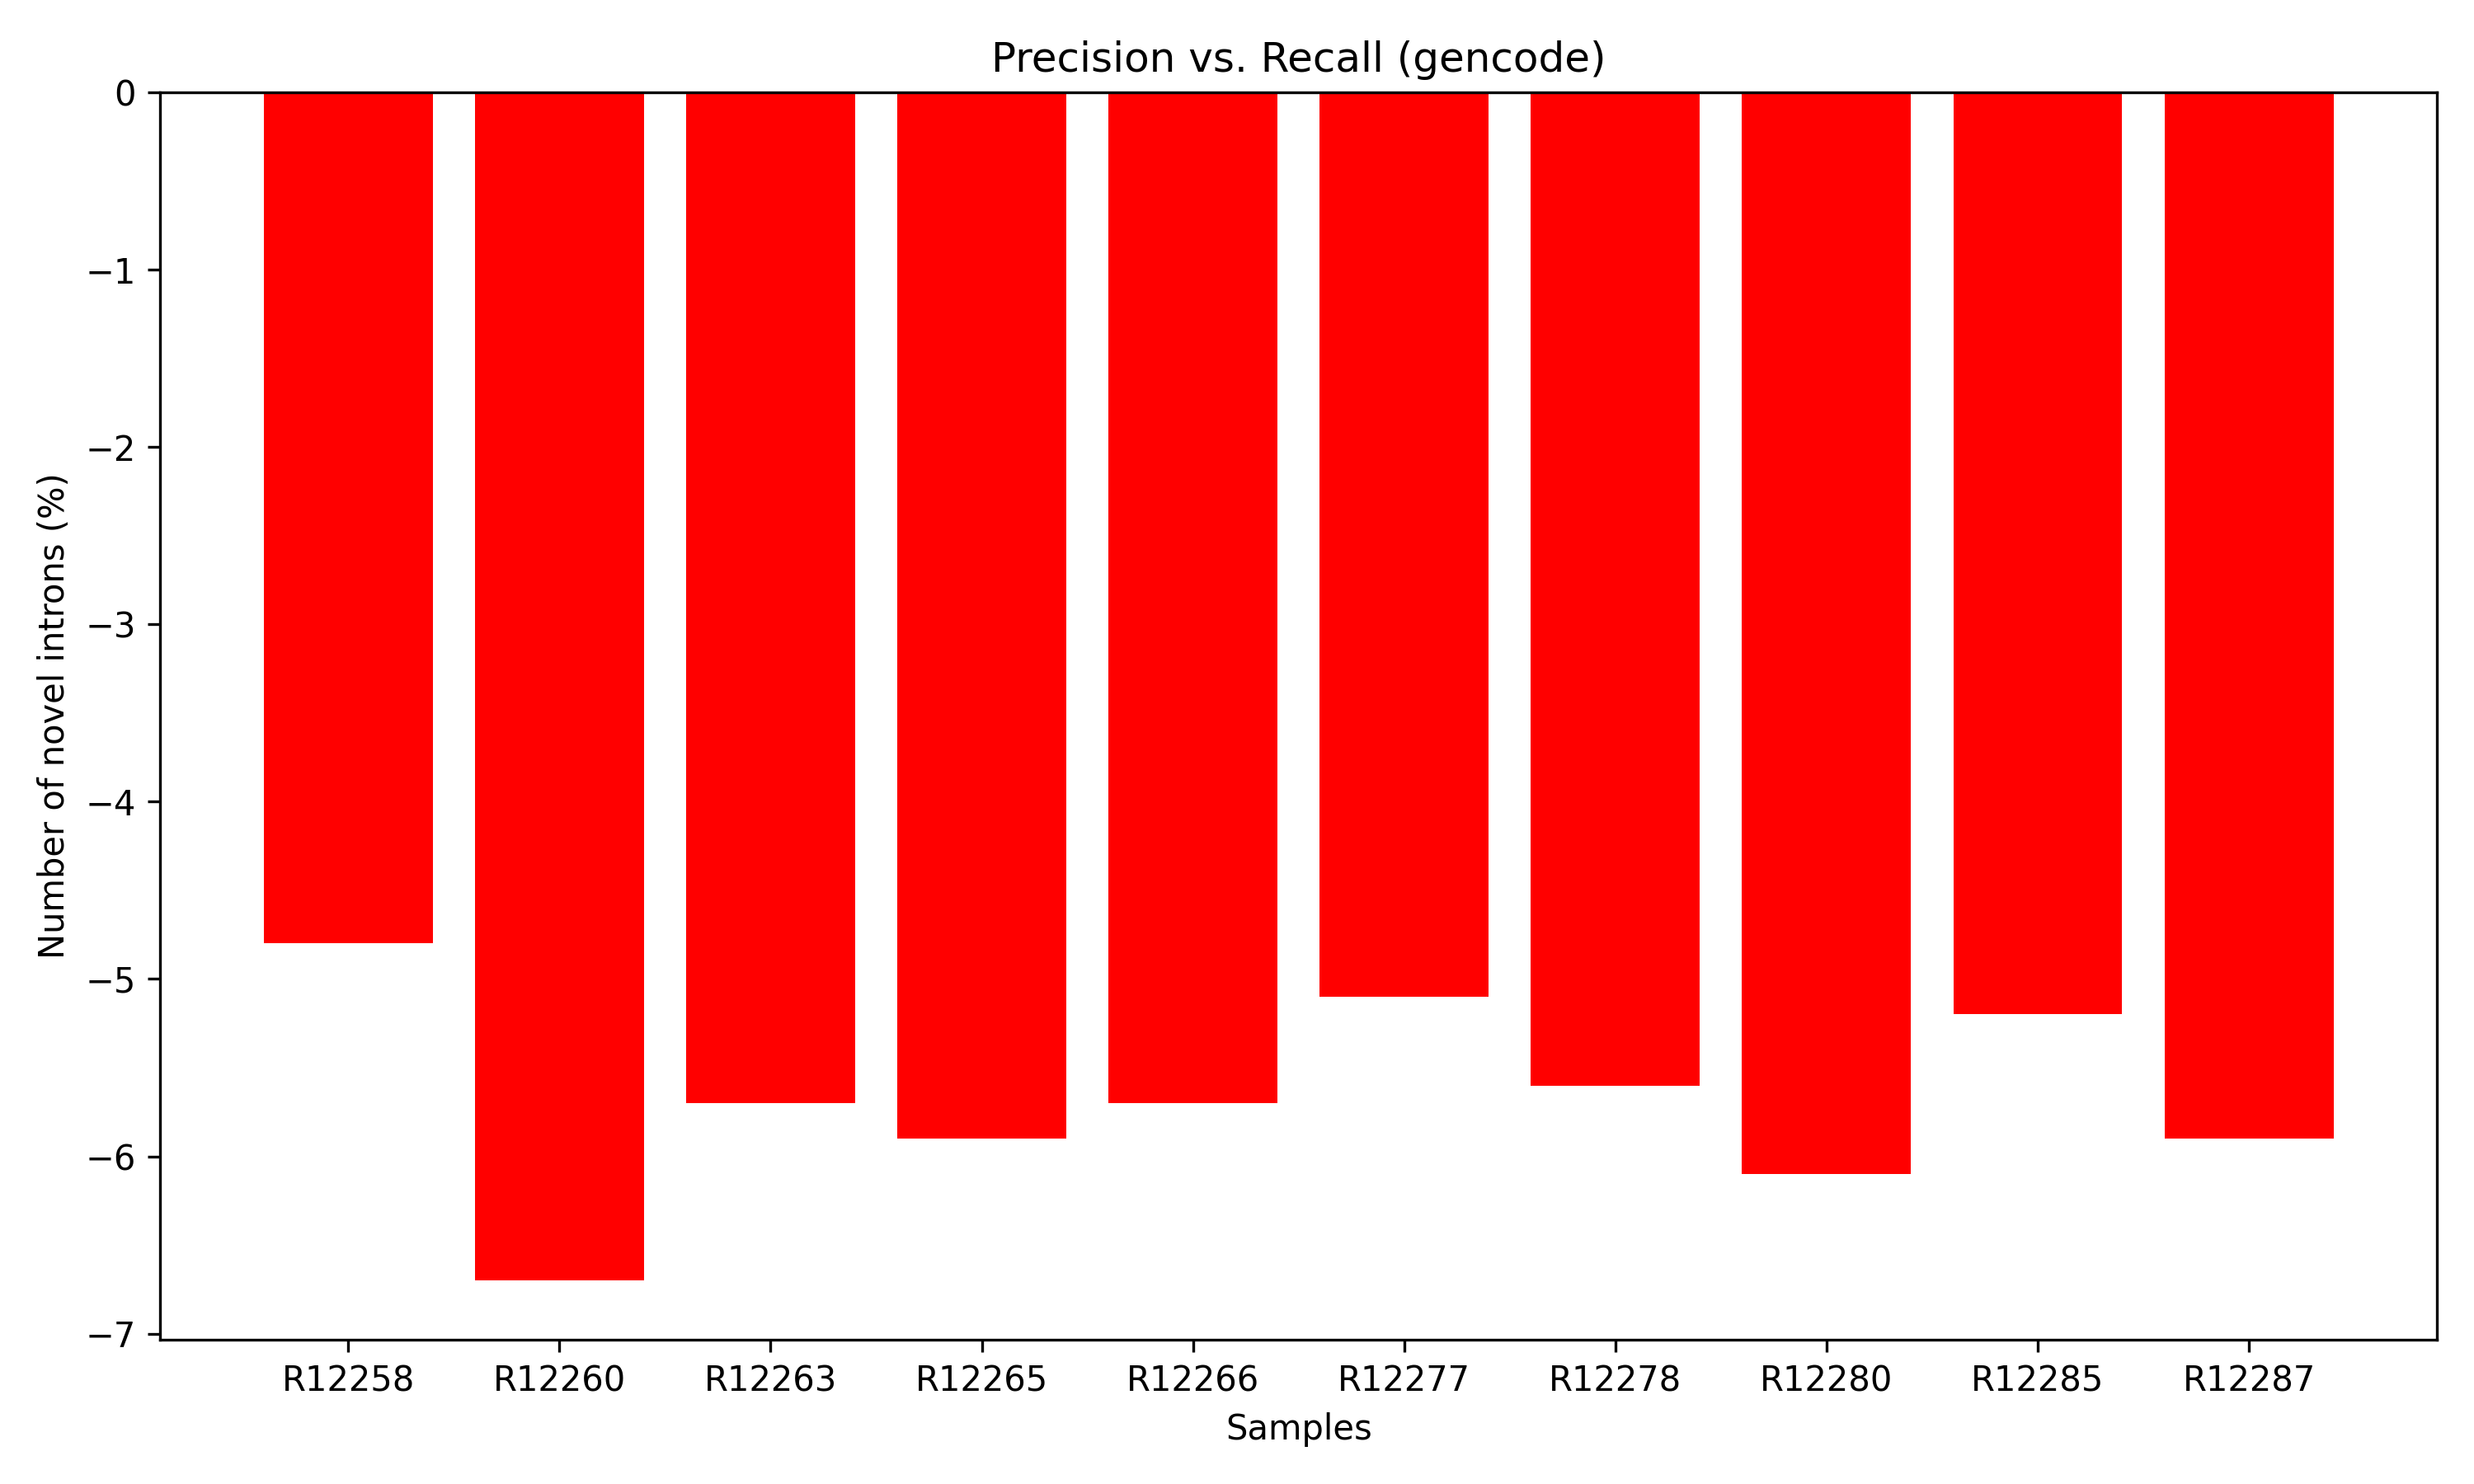 Precision vs. Recall (gencode)
0
−1
−2
−3
−4
−5
−6
−7
Number of novel introns (%)
R12258 R12260 R12263 R12265 R12266 R12277 R12278 R12280 R12285 R12287
Samples